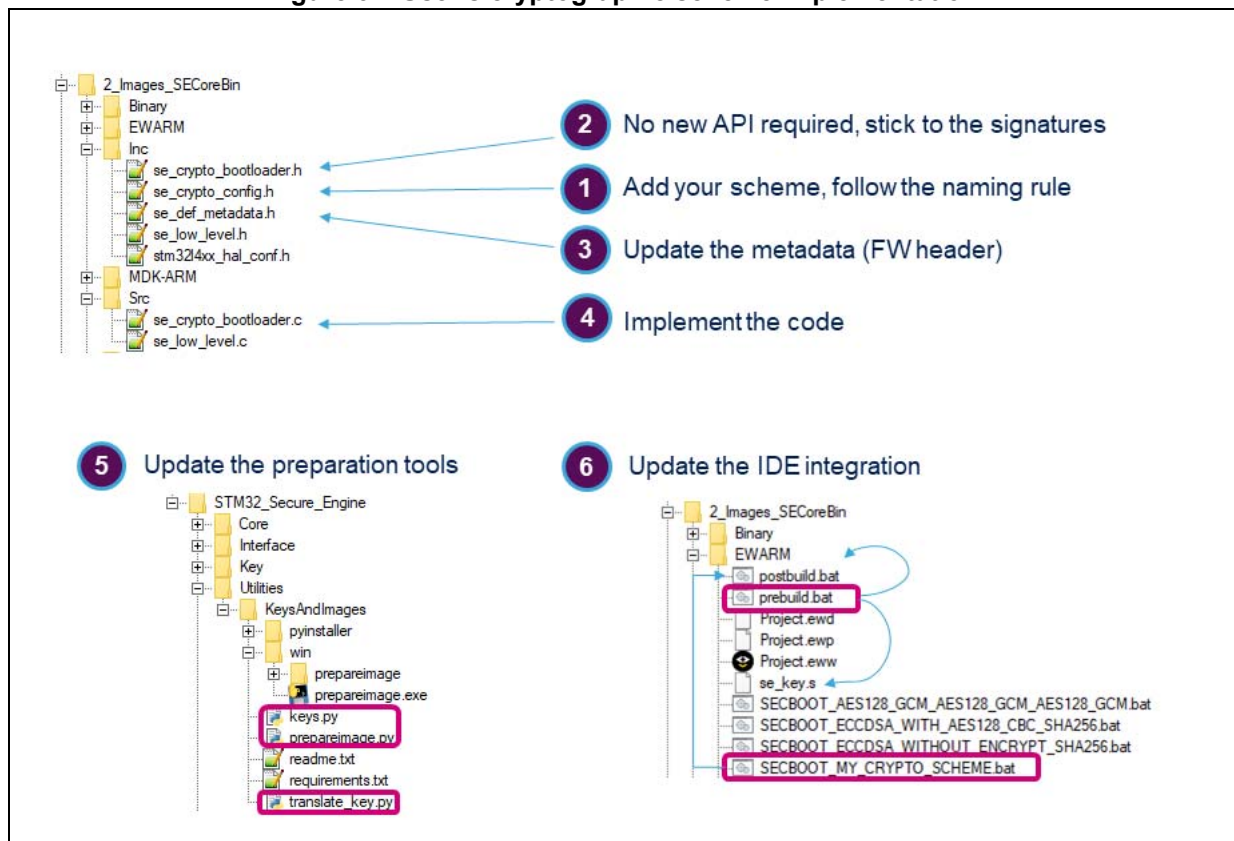 2_Images_SECoreBin
Binary
EWARM
Inc
se_crypto_bootloader.h
se_crypto_config.h
se_def_metadata.h
se_low_level.h
stm32l4xx_hal_conf.h
MDK-ARM
Src
se_crypto_bootloader.c
se_low_level.c
2 No new API required, stick to the signatures
1 Add your scheme, follow the naming rule
3 Update the metadata (FW header)
4 Implement the code
5 Update the preparation tools
STM32_Secure_Engine
Core
Interface
Key
Utilities
KeysAndImages
pyinstaller
win
prepareimage
prepareimage.exe
keys.py
prepareimage.py
readme.txt
requirements.txt
translate_key.py
6 Update the IDE integration
2_Images_SECoreBin
Binary
EWARM
postbuild.bat
prebuild.bat
Project.ewd
Project.ewp
Project.eww
se_key.s
SECBOOT_AES128_GCM_AES128_GCM_AES128_GCM.bat
SECBOOT_ECCDSA_WITH_AES128_CBC_SHA256.bat
SECBOOT_ECCDSA_WITHOUT_ENCRYPT_SHA256.bat
SECBOOT_MY_CRYPTO_SCHEME.bat